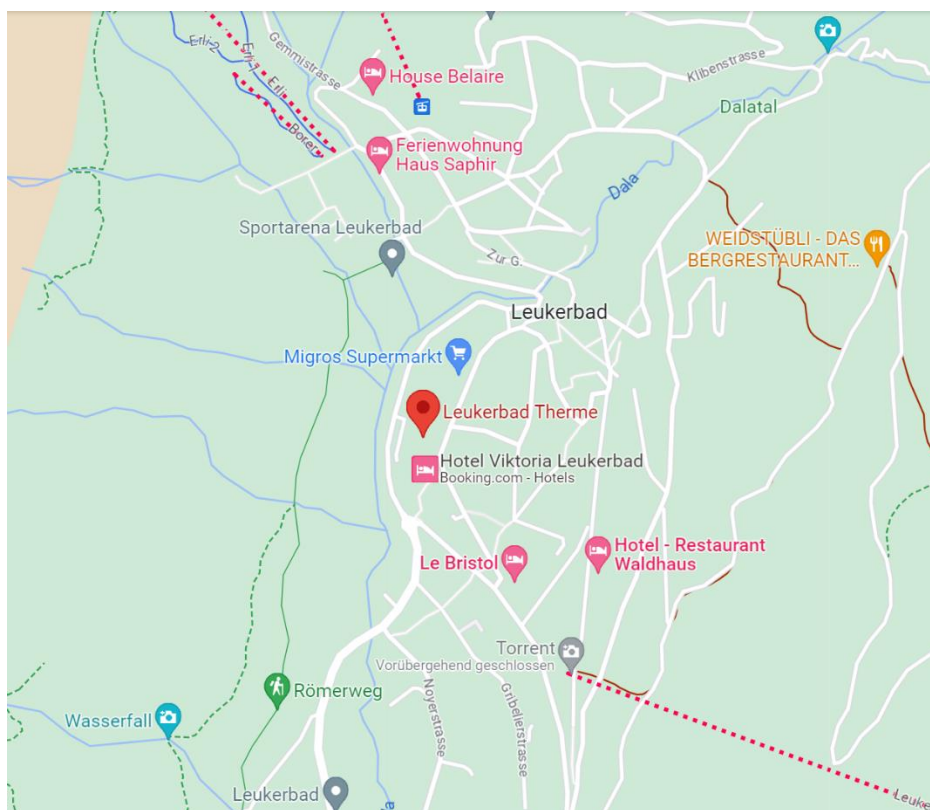 Erli 2
Erli 1
Erli
Borer
Gemmistrasse
House Belaire
Klibenstrasse
Dalatal
Ferienwohnung
Haus Saphir
Dala
Sportarena Leukerbad
Zur G.
WEIDSTÜBLI - DAS
BERGRESTAURANT...
Leukerbad
Migros Supermarkt
Leukerbad Therme
Hotel Viktoria Leukerbad
Booking.com - Hotels
Le Bristol
Hotel - Restaurant
Waldhaus
Torrent
Vorübergehend geschlossen
Römerweg
Noyerstrasse
Gribelierstrasse
Wasserfall
Leukerbad
Leuke